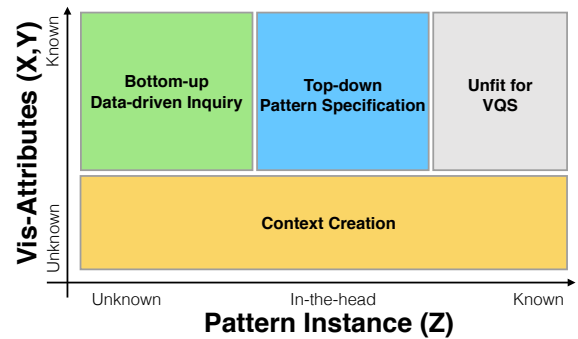 Vis-Attributes (X,Y)
Known
Unknown
Bottom-up
Data-driven Inquiry
Top-down
Pattern Specification
Unfit for
VQS
Context Creation
Unknown
In-the-head
Known
Pattern Instance (Z)